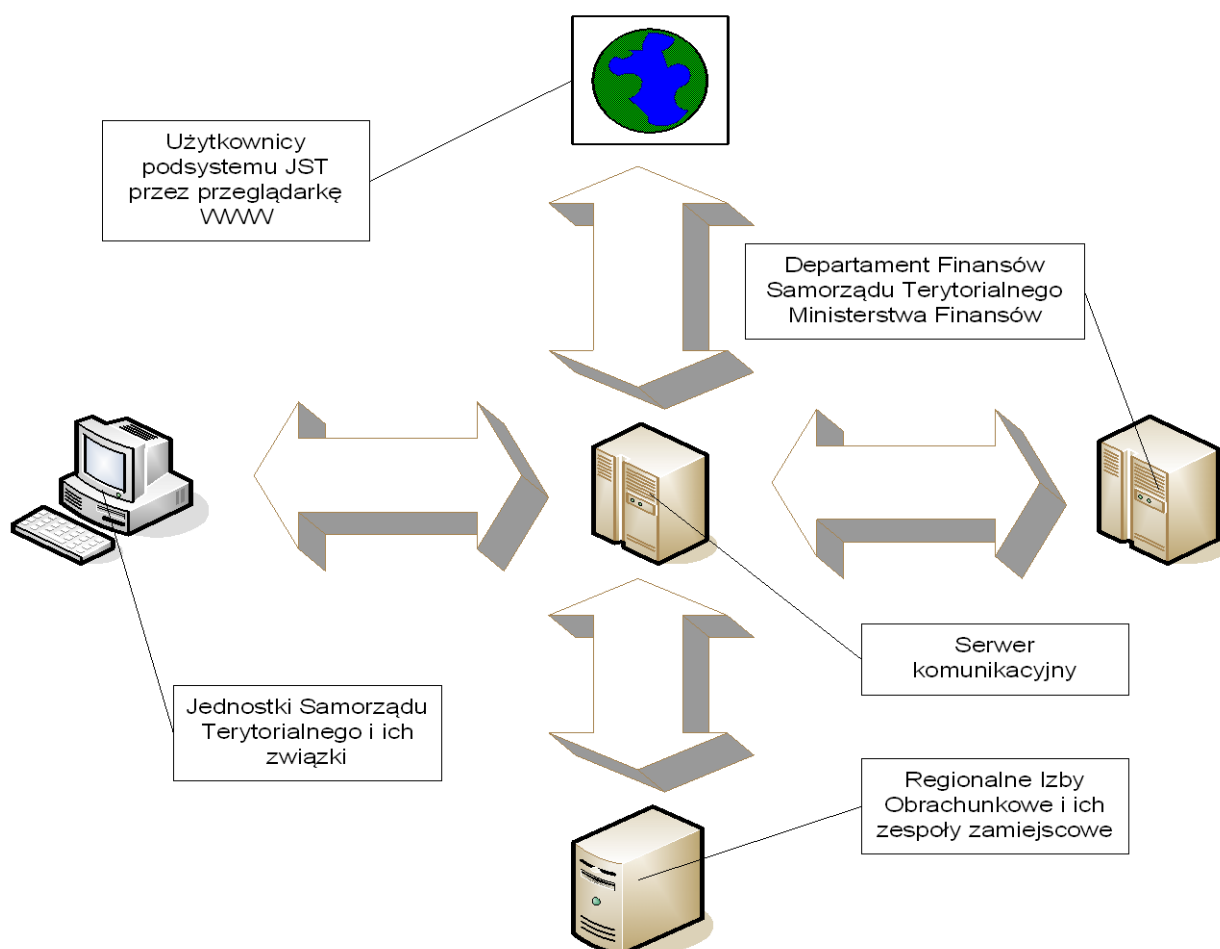 Użytkownicy
podsystemu JST
przez przeglądarkę
WWW
Departament Finansów
Samorządu Terytorialnego
Ministerstwa Finansów
Serwer
komunikacyjny
Jednostki Samorządu
Terytorialnego i ich
związki
Regionalne Izby
Obrachunkowe i ich
zespoły zamiejscowe